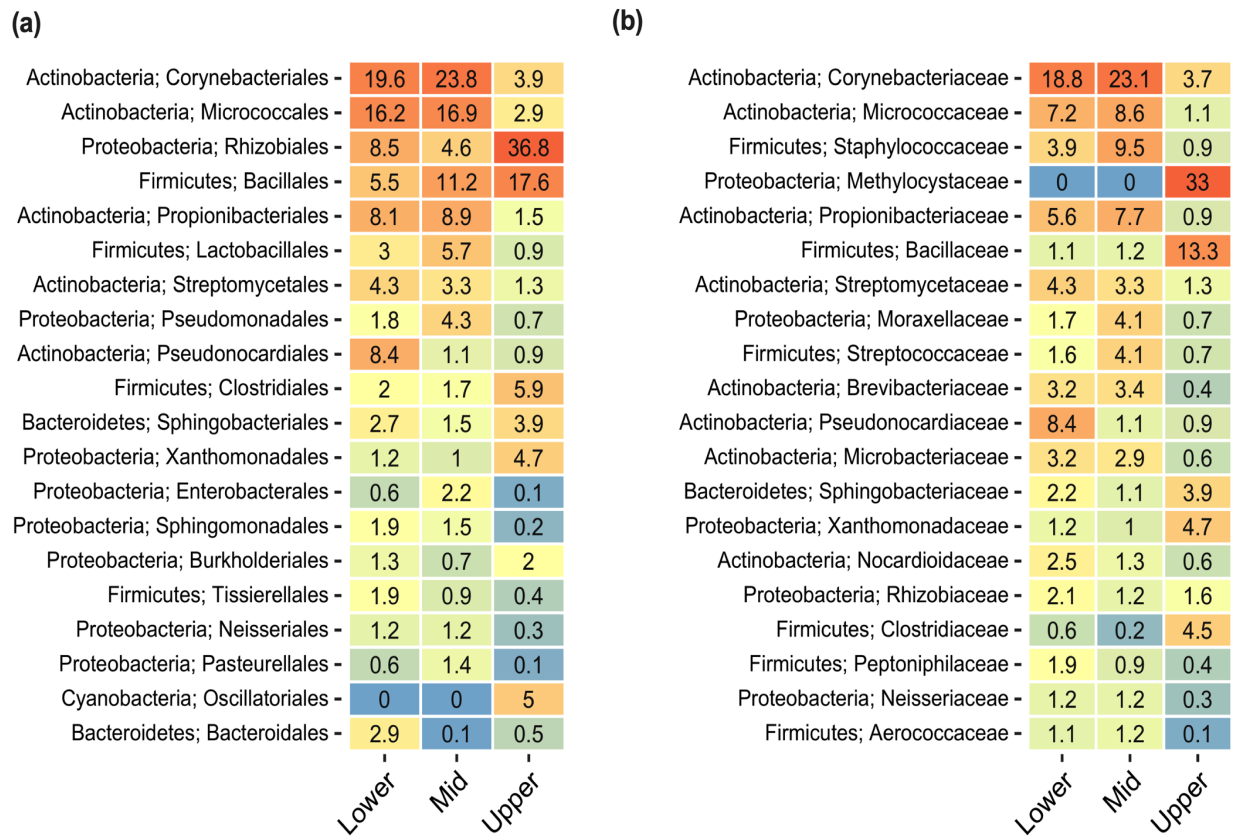 (a)
Actinobacteria; Corynebacteriales - 19.6 23.8 3.9
Actinobacteria; Micrococcales - 16.2 16.9 2.9
Proteobacteria; Rhizobiales - 8.5 4.6 36.8
Firmicutes; Bacillales - 5.5 11.2 17.6
Actinobacteria; Propionibacteriales - 8.1 8.9 1.5
Firmicutes; Lactobacillales - 3 5.7 0.9
Actinobacteria; Streptomycetales - 4.3 3.3 1.3
Proteobacteria; Pseudomonadales - 1.8 4.3 0.7
Actinobacteria; Pseudonocardiales - 8.4 1.1 0.9
Firmicutes; Clostridiales - 2 1.7 5.9
Bacteroidetes; Sphingobacteriales - 2.7 1.5 3.9
Proteobacteria; Xanthomonadales - 1.2 1 4.7
Proteobacteria; Enterobacterales - 0.6 2.2 0.1
Proteobacteria; Sphingomonadales - 1.9 1.5 0.2
Proteobacteria; Burkholderiales - 1.3 0.7 2
Firmicutes; Tissierellales - 1.9 0.9 0.4
Proteobacteria; Neisseriales - 1.2 1.2 0.3
Proteobacteria; Pasteurellales - 0.6 1.4 0.1
Cyanobacteria; Oscillatoriales - 0 0 5
Bacteroidetes; Bacteroidales - 2.9 0.1 0.5
Lower Mid Upper
(b)
Actinobacteria; Corynebacteriaceae - 18.8 23.1 3.7
Actinobacteria; Micrococcaceae - 7.2 8.6 1.1
Firmicutes; Staphylococcaceae - 3.9 9.5 0.9
Proteobacteria; Methylocystaceae - 0 0 33
Actinobacteria; Propionibacteriaceae - 5.6 7.7 0.9
Firmicutes; Bacillaceae - 1.1 1.2 13.3
Actinobacteria; Streptomycetaceae - 4.3 3.3 1.3
Proteobacteria; Moraxellaceae - 1.7 4.1 0.7
Firmicutes; Streptococcaceae - 1.6 4.1 0.7
Actinobacteria; Brevibacteriaceae - 3.2 3.4 0.4
Actinobacteria; Pseudonocardiaceae - 8.4 1.1 0.9
Actinobacteria; Microbacteriaceae - 3.2 2.9 0.6
Bacteroidetes; Sphingobacteriaceae - 2.2 1.1 3.9
Proteobacteria; Xanthomonadaceae - 1.2 1 4.7
Actinobacteria; Nocardioidaceae - 2.5 1.3 0.6
Proteobacteria; Rhizobiaceae - 2.1 1.2 1.6
Firmicutes; Clostridiaceae - 0.6 0.2 4.5
Firmicutes; Peptoniphilaceae - 1.9 0.9 0.4
Proteobacteria; Neisseriaceae - 1.2 1.2 0.3
Firmicutes; Aerococcaceae - 1.1 1.2 0.1
Lower Mid Upper